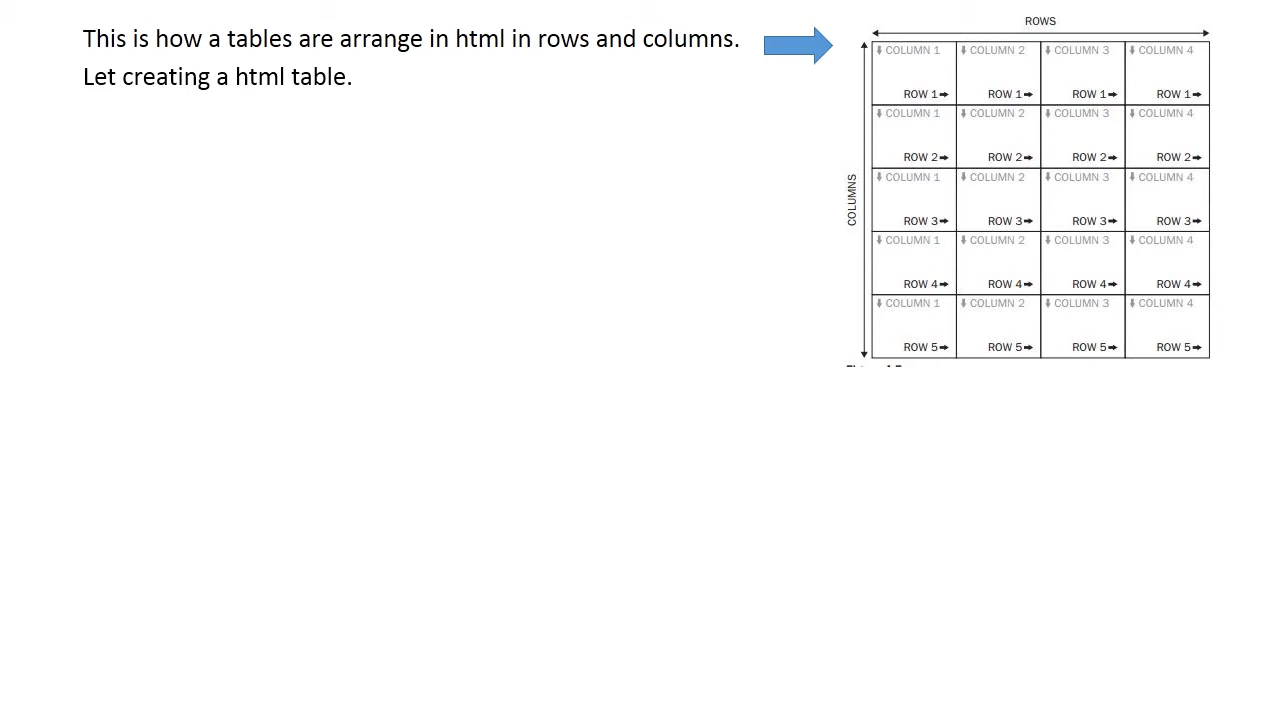 This is how a tables are arrange in html in rows and columns.
Let creating a html table.
ROWS
COLUMNS
COLUMN 1 COLUMN 2 COLUMN 3 COLUMN 4
ROW 1 ROW 1 ROW 1 ROW 1
COLUMN 1 COLUMN 2 COLUMN 3 COLUMN 4
ROW 2 ROW 2 ROW 2 ROW 2
COLUMN 1 COLUMN 2 COLUMN 3 COLUMN 4
ROW 3 ROW 3 ROW 3 ROW 3
COLUMN 1 COLUMN 2 COLUMN 3 COLUMN 4
ROW 4 ROW 4 ROW 4 ROW 4
COLUMN 1 COLUMN 2 COLUMN 3 COLUMN 4
ROW 5 ROW 5 ROW 5 ROW 5